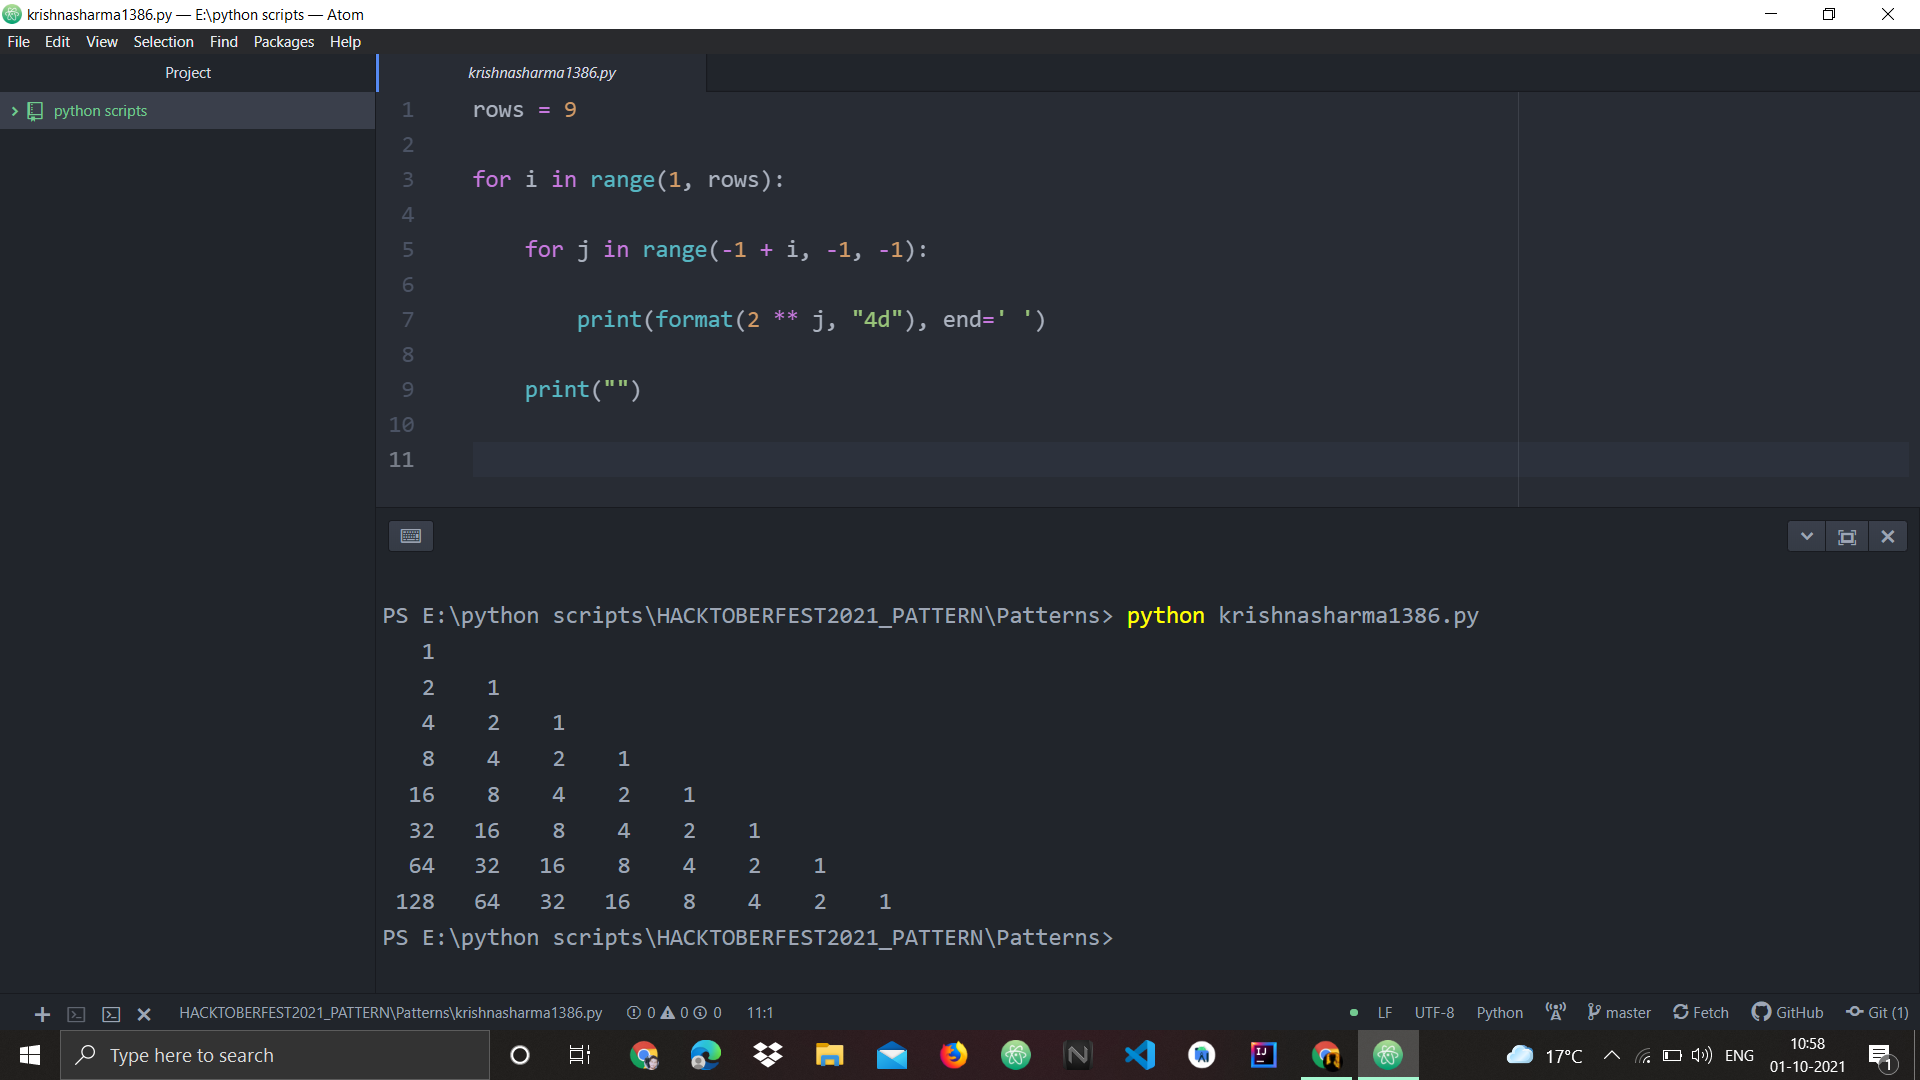 krishnasharma1386.py — E:\python scripts — Atom
File Edit View Selection Find Packages Help
Project
python scripts
krishnasharma1386.py
1 rows = 9
2
3 for i in range(1, rows):
4
5     for j in range(-1 + i, -1, -1):
6
7         print(format(2 ** j, "4d"), end=' ')
8
9     print("")
10
11
PS E:\python scripts\HACKTOBERFEST2021_PATTERN\Patterns> python krishnasharma1386.py
   1
   2    1
   4    2    1
   8    4    2    1
  16    8    4    2    1
  32   16    8    4    2    1
  64   32   16    8    4    2    1
 128   64   32   16    8    4    2    1
PS E:\python scripts\HACKTOBERFEST2021_PATTERN\Patterns>
HACKTOBERFEST2021_PATTERN\Patterns\krishnasharma1386.py 0 0 0 11:1 LF UTF-8 Python master Fetch GitHub Git (1)
Type here to search
N
IJ
17°C
ENG
10:58
01-10-2021
1